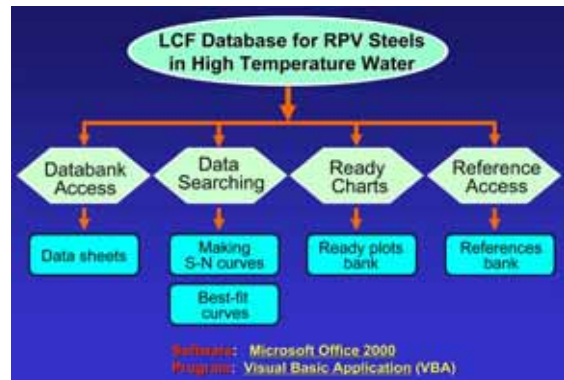 LCF Database for RPV Steels
in High Temperature Water
Databank
Access
Data
Searching
Ready
Charts
Reference
Access
Data sheets
Making
S-N curves
Ready plots
bank
References
bank
Best-fit
curves
Software: Microsoft Office 2000
Program: Visual Basic Application (VBA)